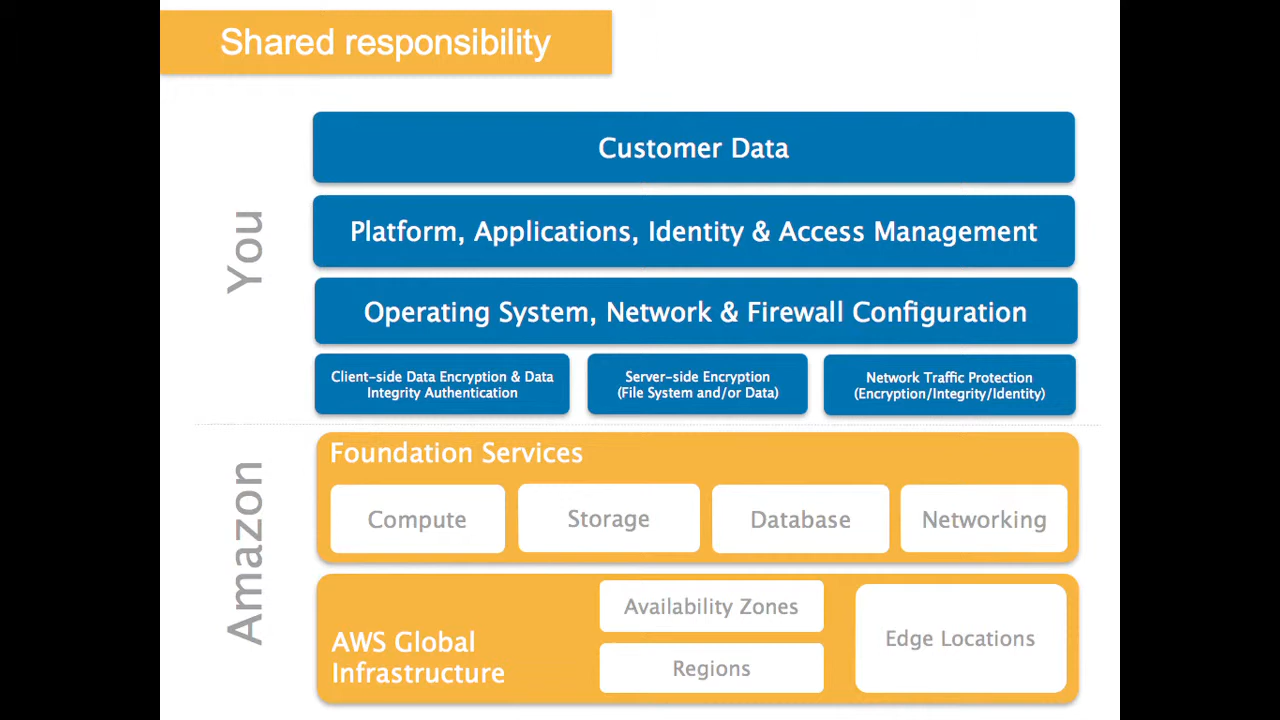 Shared responsibility
You
Customer Data
Platform, Applications, Identity & Access Management
Operating System, Network & Firewall Configuration
Client-side Data Encryption & Data
Integrity Authentication
Server-side Encryption
(File System and/or Data)
Network Traffic Protection
(Encryption/Integrity/Identity)
Amazon
Foundation Services
Compute
Storage
Database
Networking
AWS Global
Infrastructure
Availability Zones
Regions
Edge Locations